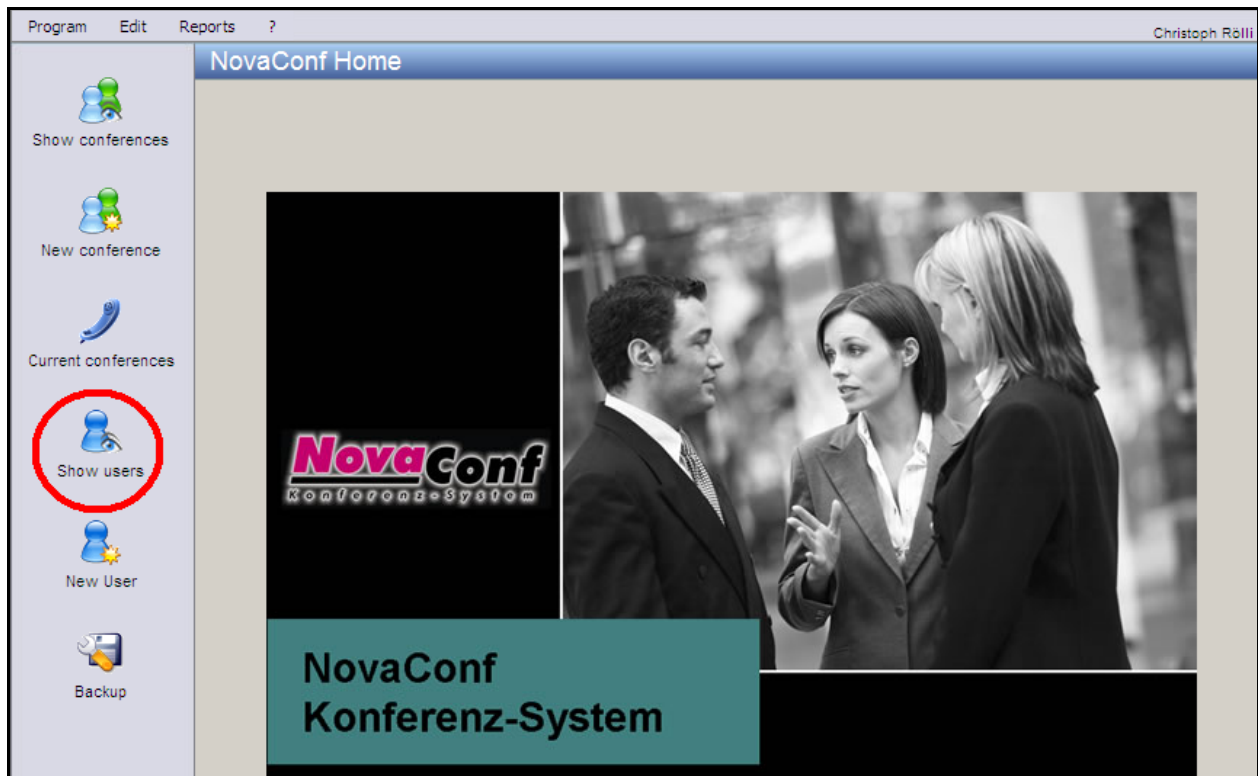 Program Edit Reports ?
Christoph Rölli
NovaConf Home
Show conferences
New conference
Current conferences
Show users
New User
Backup
NovaConf
Konferenz-System
NovaConf
Konferenz-System